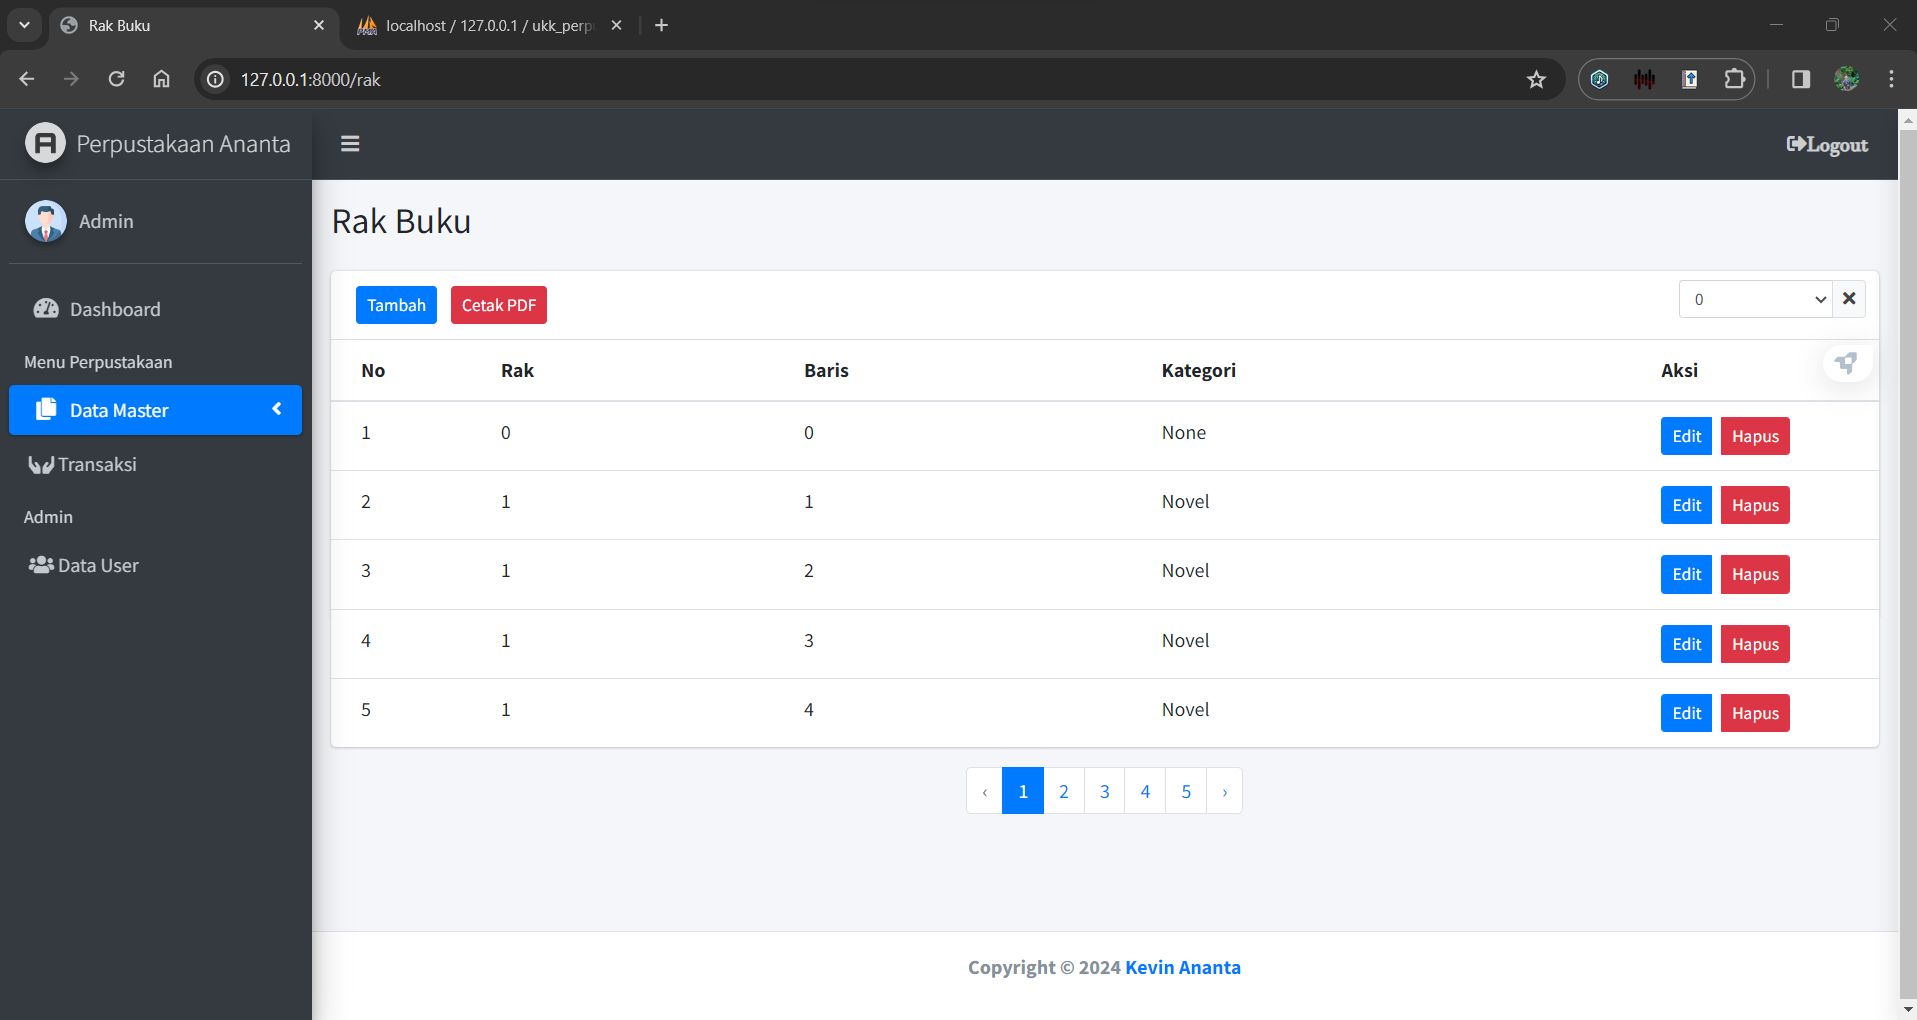 Rak Buku
localhost / 127.0.0.1 / ukk_perp
127.0.0.1:8000/rak
Perpustakaan Ananta
Logout
Admin
Dashboard
Menu Perpustakaan
Data Master
Transaksi
Admin
Data User
Rak Buku
Tambah Cetak PDF 0
No Rak Baris Kategori Aksi
1 0 0 None Edit Hapus
2 1 1 Novel Edit Hapus
3 1 2 Novel Edit Hapus
4 1 3 Novel Edit Hapus
5 1 4 Novel Edit Hapus
‹ 1 2 3 4 5 ›
Copyright © 2024 Kevin Ananta